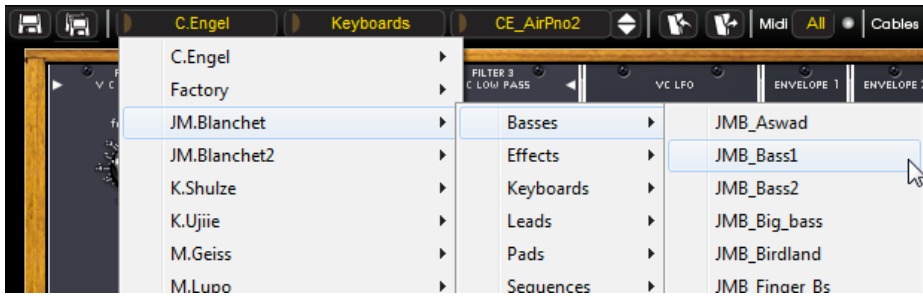 C.Engel Keyboards CE_AirPno2 Midi All Cables
C.Engel
Factory
JM.Blanchet
JM.Blanchet2
K.Shulze
K.Ujiie
M.Geiss
M.Lupo
Basses
Effects
Keyboards
Leads
Pads
Sequences
JMB_Aswad
JMB_Bass1
JMB_Bass2
JMB_Big_bass
JMB_Birdland
JMB_Finger_Bs
FILTER 3
C LOW PASS
VC LFO
ENVELOPE 1
ENVELOPE